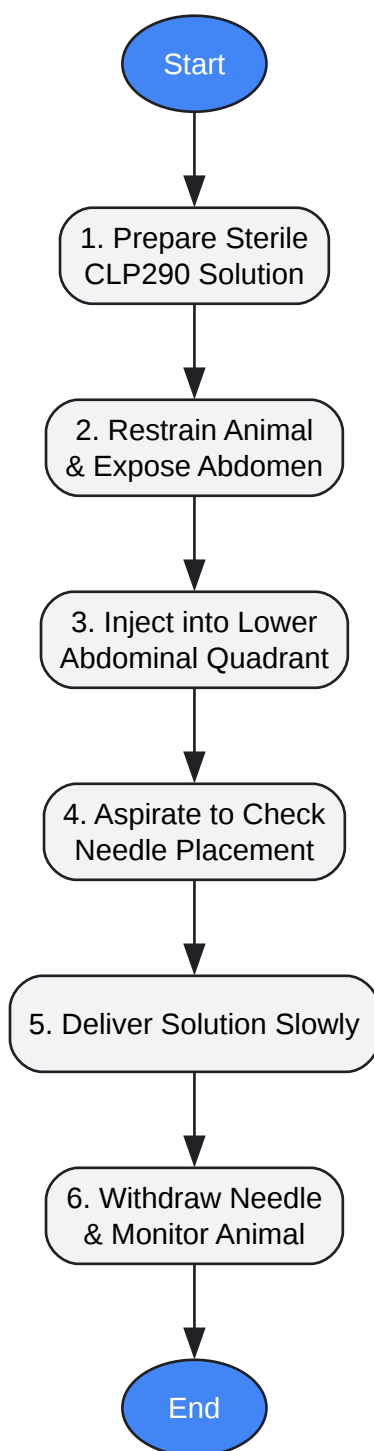 Start
1. Prepare Sterile
CLP290 Solution
2. Restrain Animal
& Expose Abdomen
3. Inject into Lower
Abdominal Quadrant
4. Aspirate to Check
Needle Placement
5. Deliver Solution Slowly
6. Withdraw Needle
& Monitor Animal
End